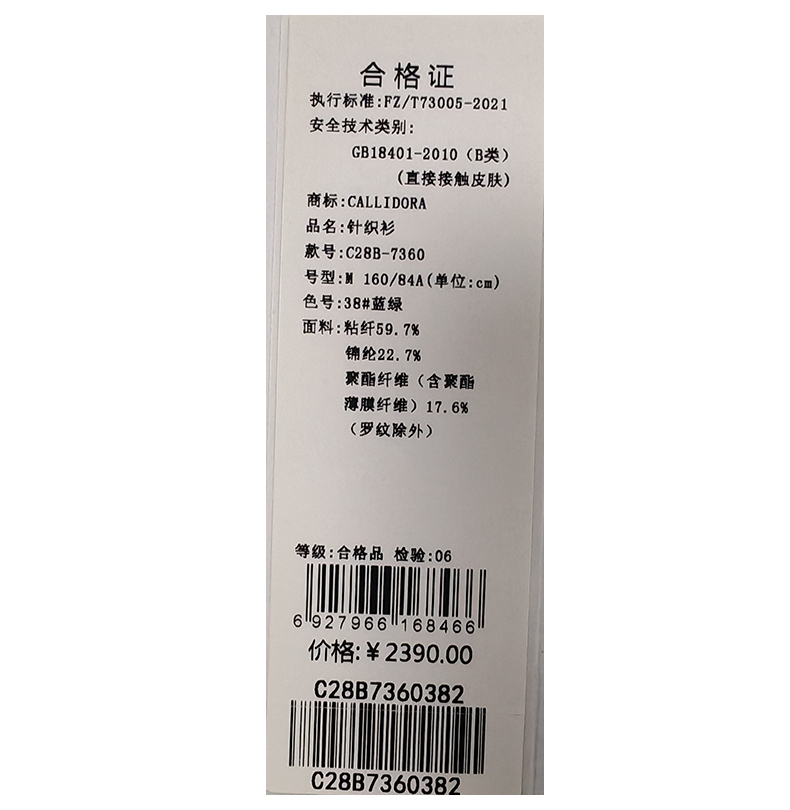 合格证
执行标准:FZ/T73005-2021
安全技术类别:
GB18401-2010（B类）
(直接接触皮肤)
商标:CALLIDORA
品名:针织衫
款号:C28B-7360
号型:M 160/84A(单位:cm)
色号:38#蓝绿
面料:粘纤59.7%
锦纶22.7%
聚酯纤维（含聚酯
薄膜纤维）17.6%
（罗纹除外）
等级:合格品 检验:06
6 927966 168466
价格:￥2390.00
C28B7360382
C28B7360382